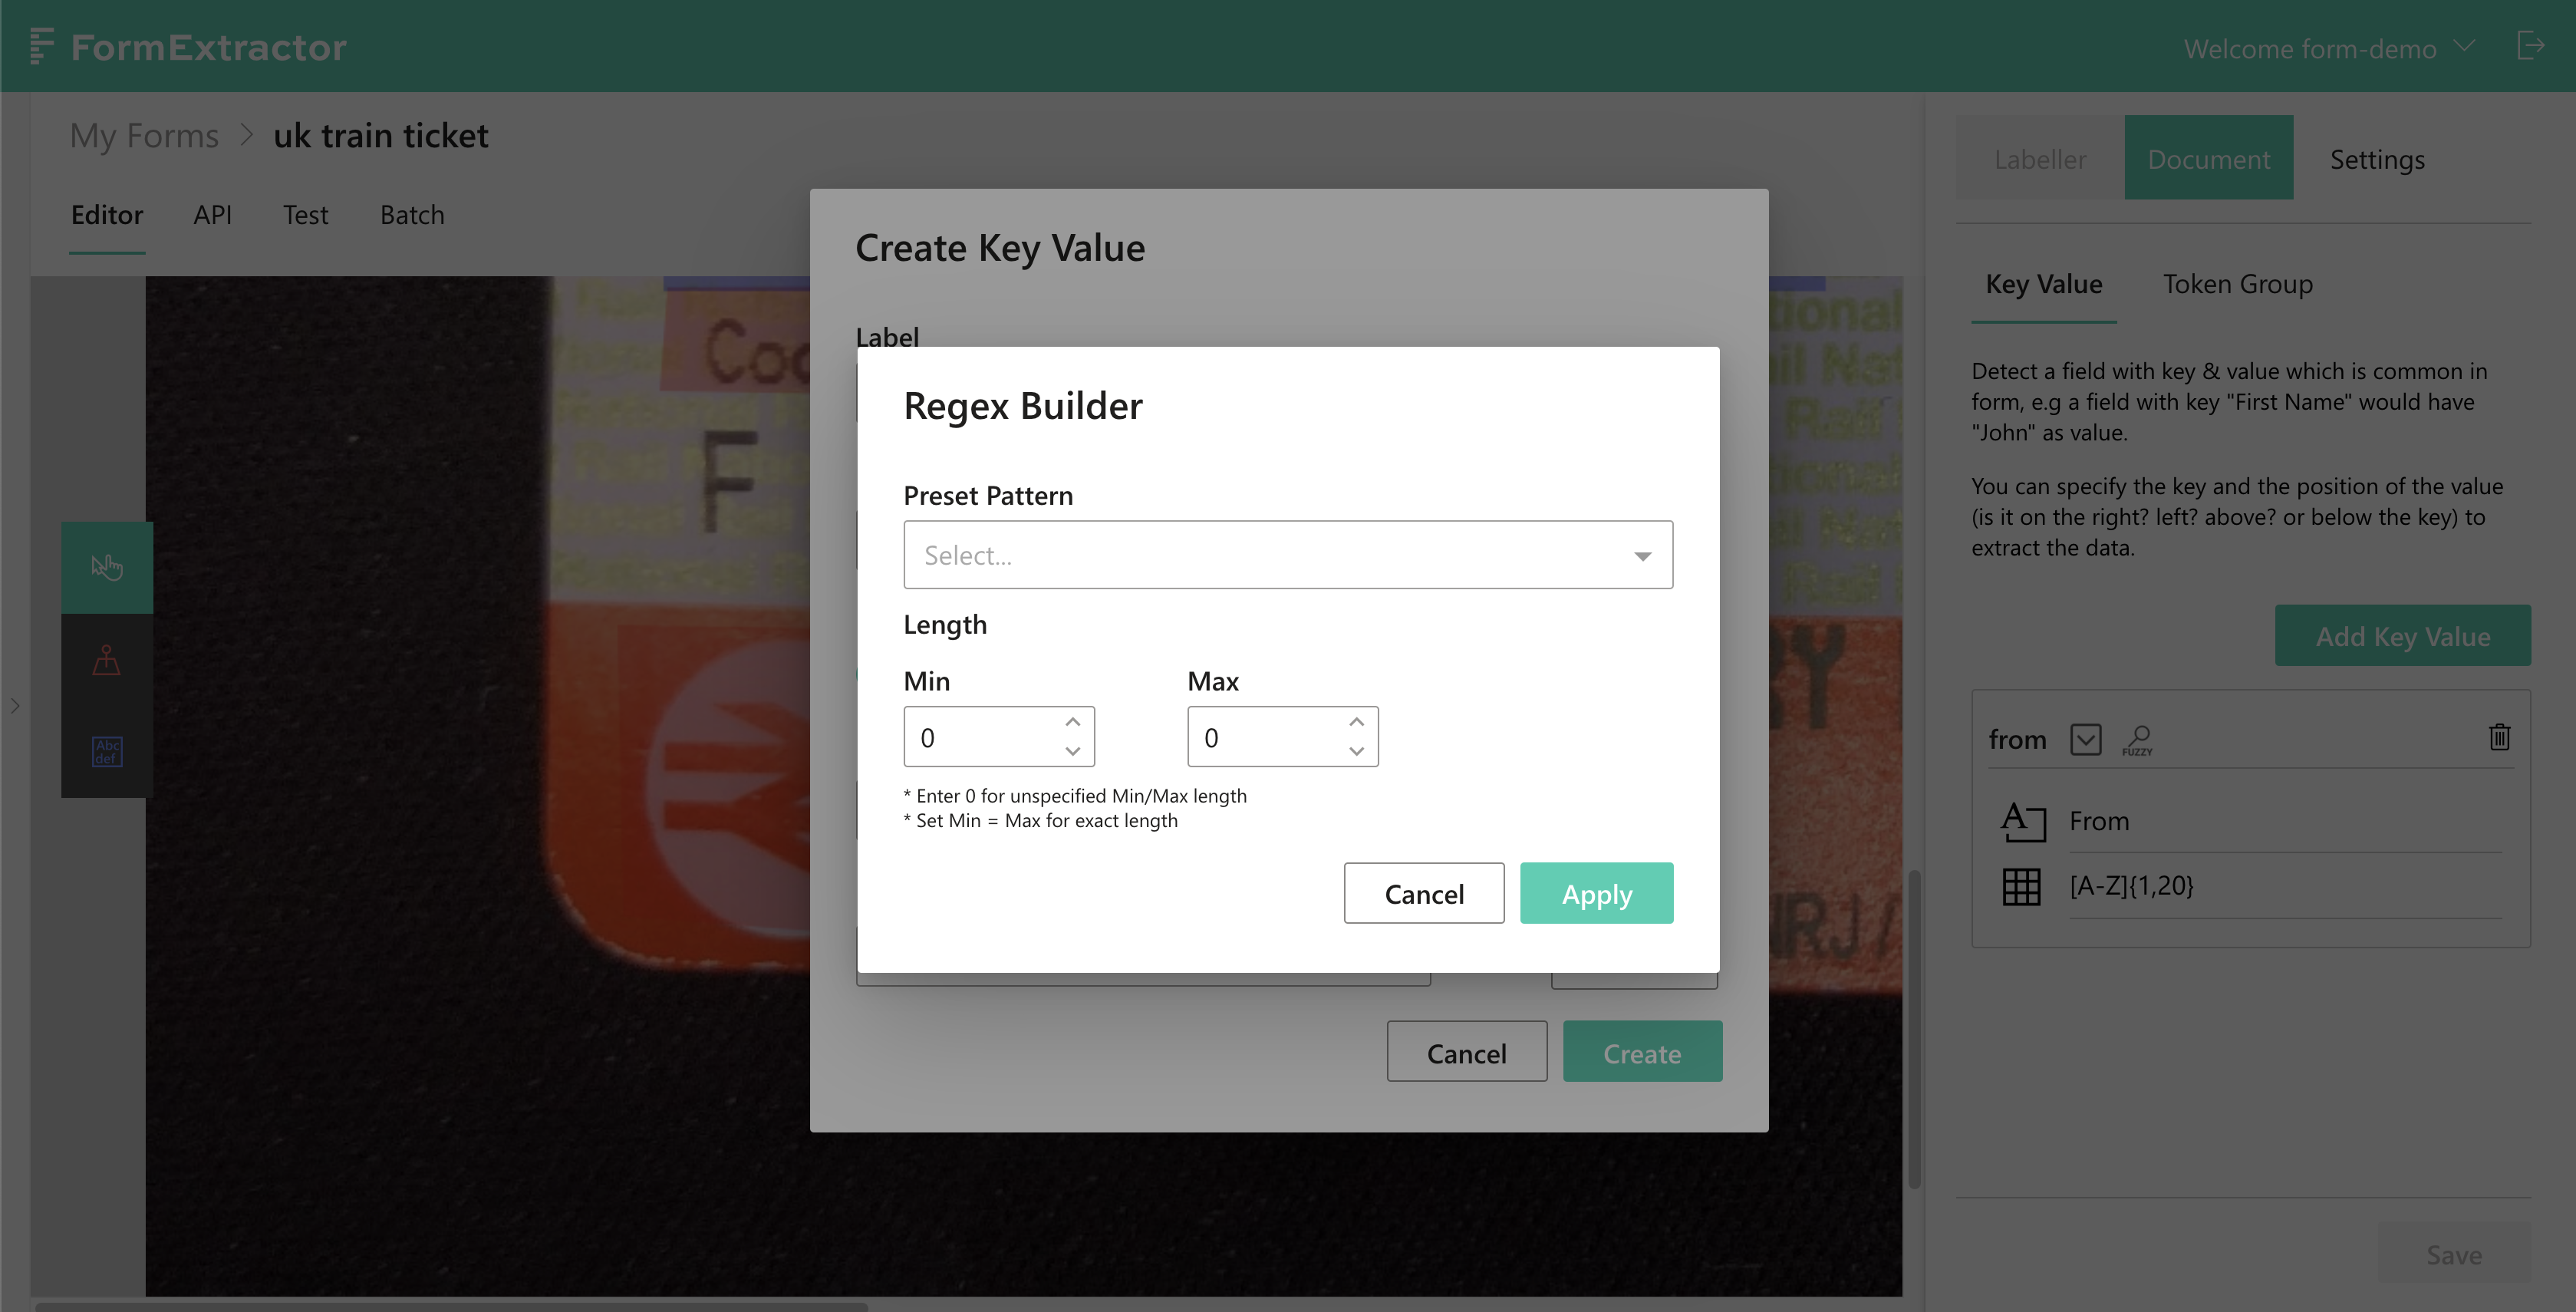 FormExtractor
Welcome form-demo
My Forms > uk train ticket
Labeller Document Settings
Editor API Test Batch
Create Key Value
Label
Key Value Token Group
Detect a field with key & value which is common in
form, e.g a field with key "First Name" would have
"John" as value.
You can specify the key and the position of the value
(is it on the right? left? above? or below the key) to
extract the data.
Add Key Value
from
FUZZY
From
[A-Z]{1,20}
Save
Regex Builder
Preset Pattern
Select...
Length
Min Max
0 0
* Enter 0 for unspecified Min/Max length
* Set Min = Max for exact length
Cancel Apply
Cancel Create
Abc
def
F